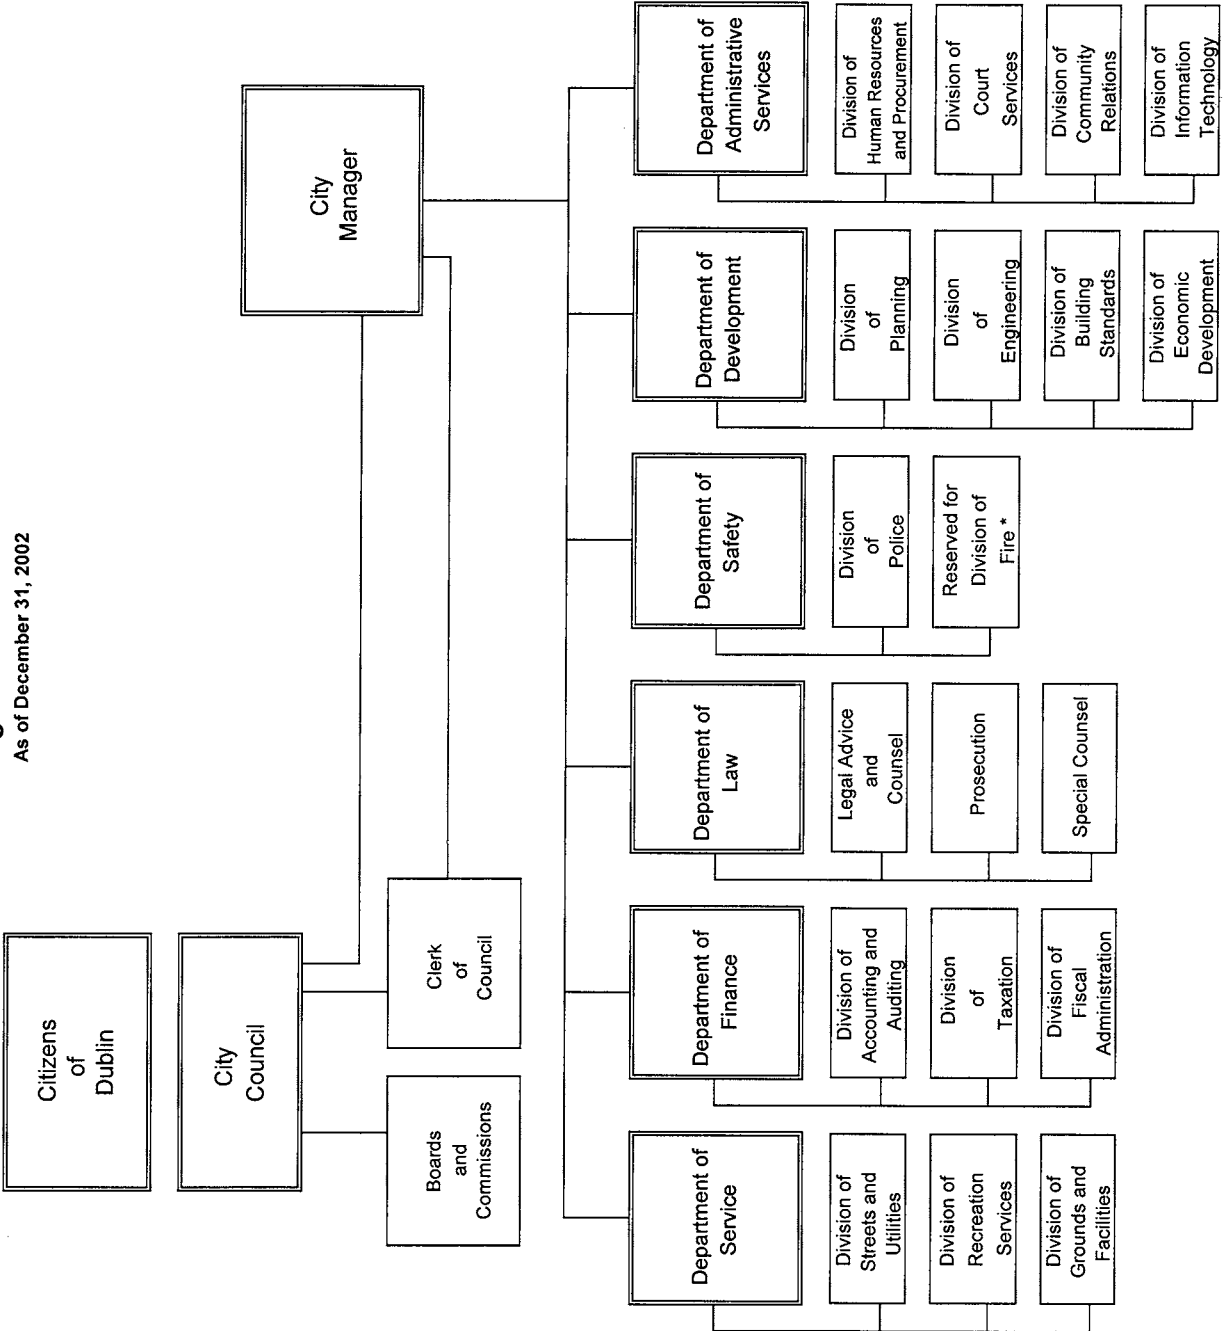 As of December 31, 2002
Citizens
of
Dublin
City
Council
City
Manager
Boards
and
Commissions
Clerk
of
Council
Department of
Service
Division of
Streets and
Utilities
Division of
Recreation
Services
Division of
Grounds and
Facilities
Department of
Finance
Division of
Accounting and
Auditing
Division
of
Taxation
Division of
Fiscal
Administration
Department of
Law
Legal Advice
and
Counsel
Prosecution
Special Counsel
Department of
Safety
Division
of
Police
Reserved for
Division of
Fire *
Department of
Development
Division
of
Planning
Division
of
Engineering
Division of
Building
Standards
Division of
Economic
Development
Department of
Administrative
Services
Division of
Human Resources
and Procurement
Division of
Court
Services
Division of
Community
Relations
Division of
Information
Technology